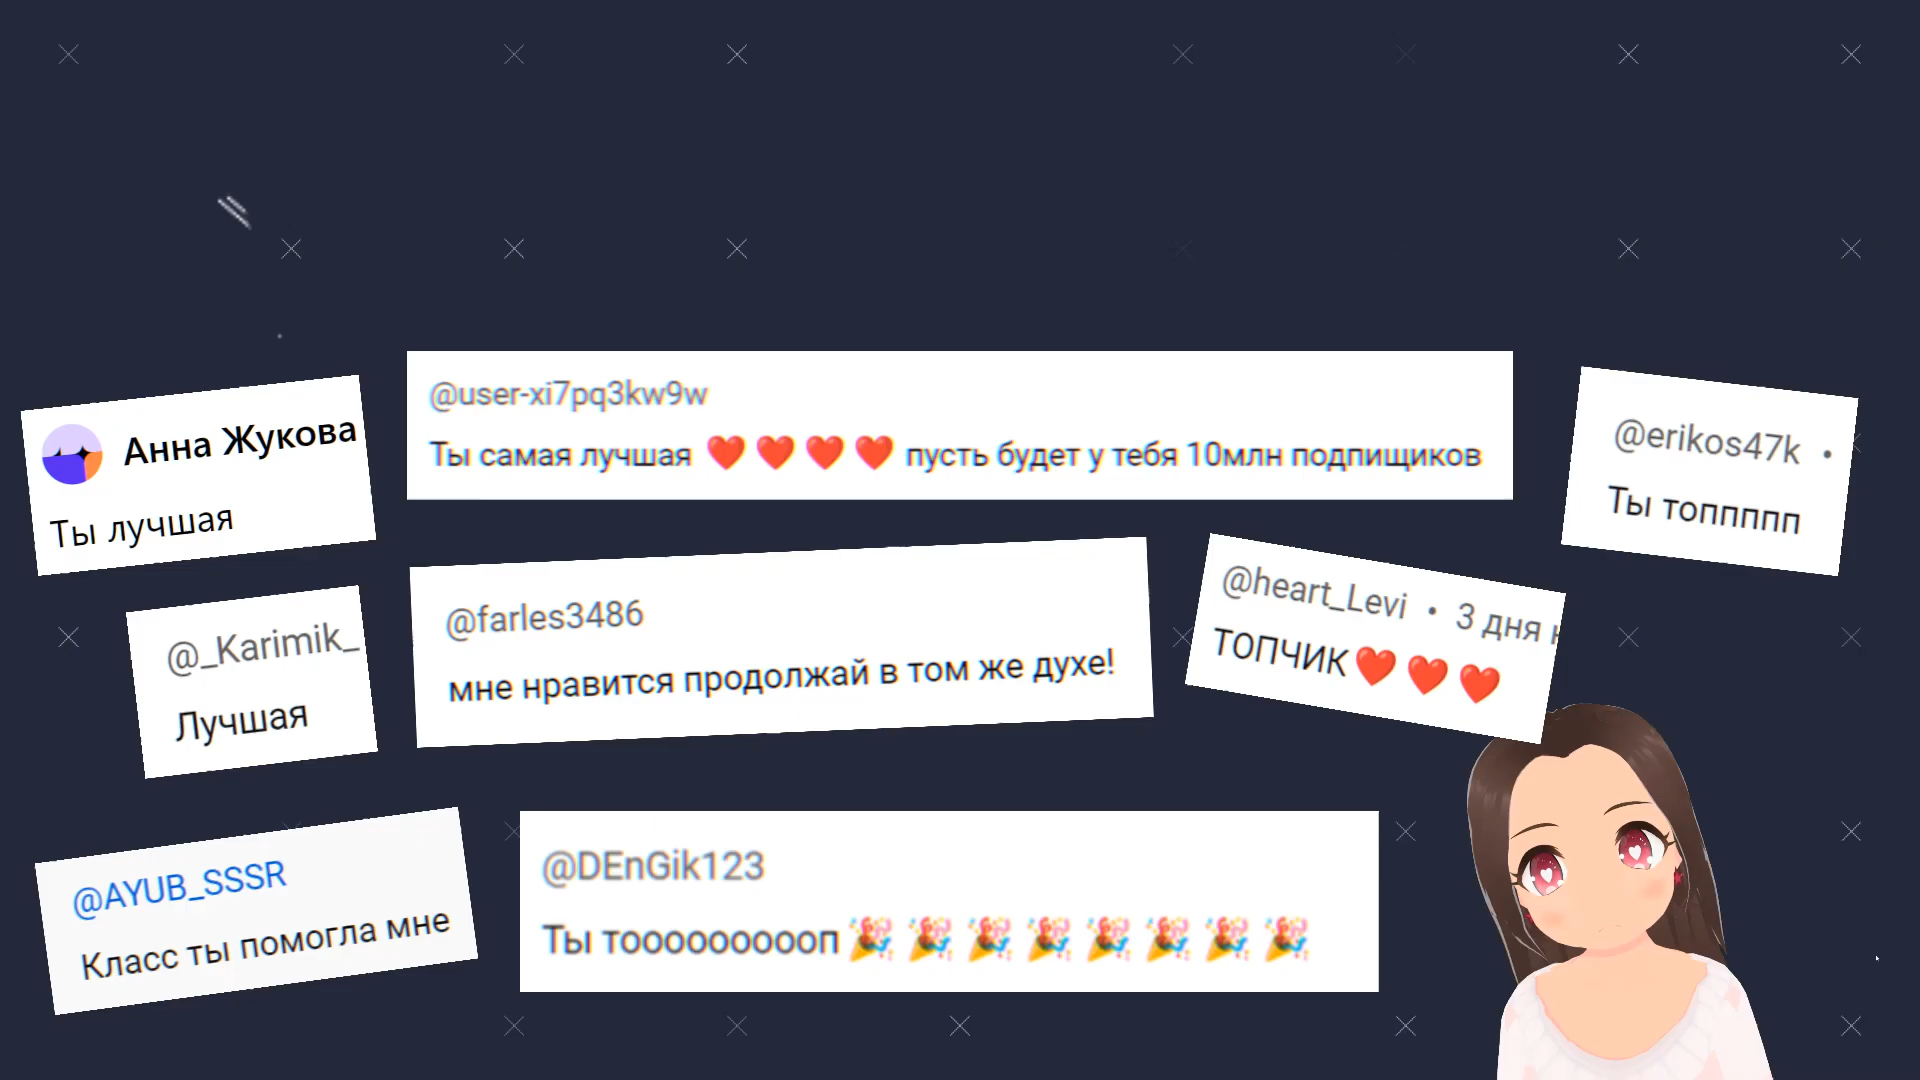 Анна Жукова
Ты лучшая
@user-xi7pq3kw9w
Ты самая лучшая ❤️❤️❤️❤️ пусть будет у тебя 10млн подпищиков
@erikos47k •
Ты топпппп
@_Karimik_
Лучшая
@farles3486
мне нравится продолжай в том же духе!
@heart_Levi • 3 дня
ТОПЧИК❤️❤️❤️
@AYUB_SSSR
Класс ты помогла мне
@DEnGik123
Ты тооооооооооп🎉🎉🎉🎉🎉🎉🎉🎉